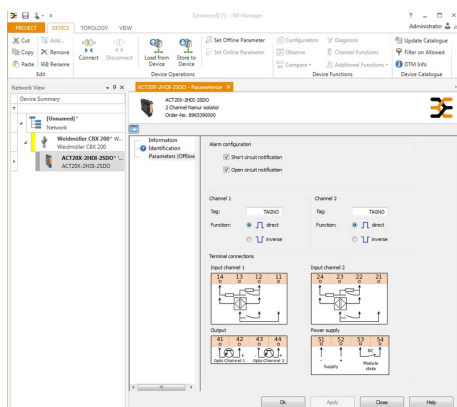 [Unnamed] (*) - WI-Manager
Administrator
PROJECT DEVICE TOPOLOGY VIEW
Cut
Copy
Paste
Add...
Remove
Rename
Edit
Connect
Disconnect
Load from Device
Store to Device
Set Offline Parameter
Set Online Parameter
Device Operations
Configuration
Observe
Compare
Diagnosis
Channel Functions
Additional Functions
Device Functions
Update Catalogue
Filter on Allowed
DTM Info
Device Catalogue
Network View
Device Summary
[Unnamed]*
Network
Weidmüller CBX 200* W...
Weidmüller CBX 200
ACT20X-2HDI-2SDO*'...
ACT20X-2HDI-2SDO
ACT20X-2HDI-2SDO - Parameterize
ACT20X-2HDI-2SDO
2 Channel Namur isolator
Order-No. 8965390000
Information
Identification
Parameters (Offline
Alarm configuration
Short circuit notification
Open circuit notification
Channel 1
Tag: TAGNO
Function: direct
inverse
Channel 2
Tag: TAGNO
Function: direct
inverse
Terminal connections
Input channel 1
14 13 12 11
Input channel 2
24 23 22 21
Output
41 42 43 44
Opto Channel 1 Opto Channel 2
Power supply
51 52 53 54
- +
NC
Supply
Module state
Ok Apply Close Help